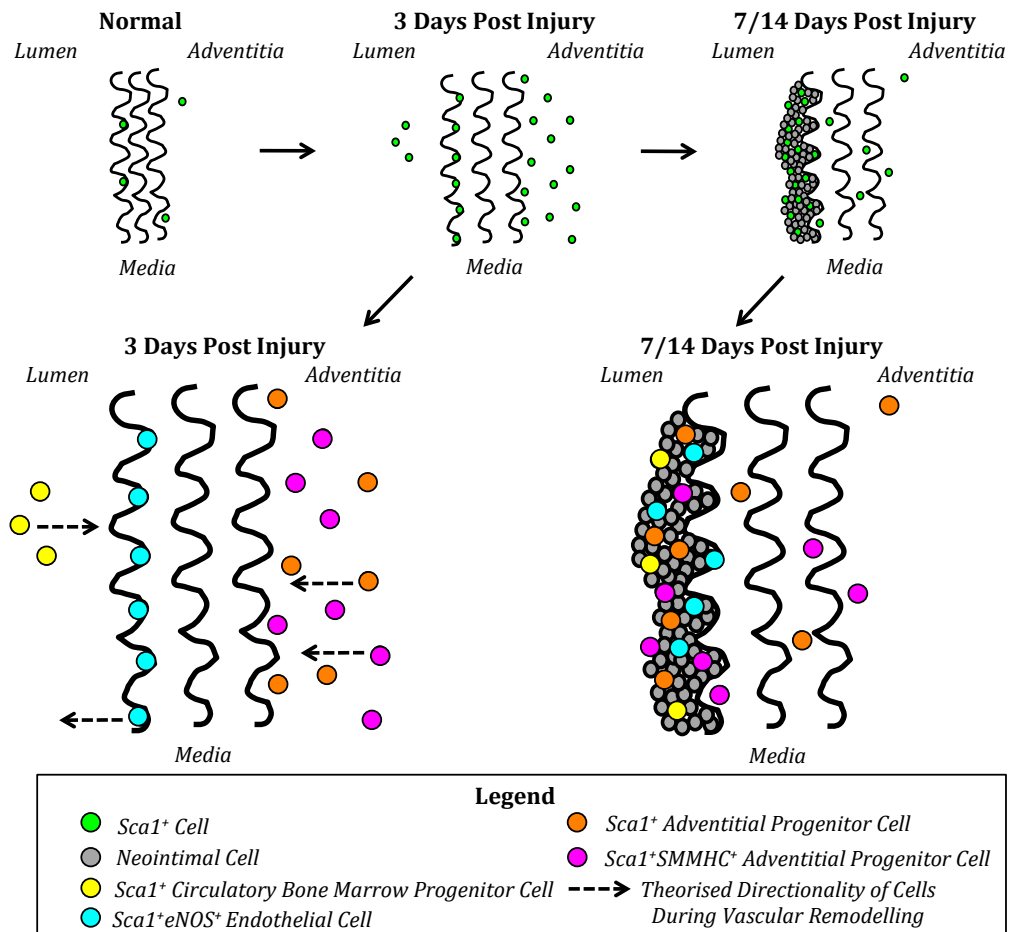 Normal
Lumen
Adventitia
Media
3 Days Post Injury
Media
7/14 Days Post Injury
Lumen
Adventitia
Media
3 Days Post Injury
Lumen
Adventitia
Media
7/14 Days Post Injury
Lumen
Adventitia
Media
Legend
Sca1⁺ Cell
Neointimal Cell
Sca1⁺ Circulatory Bone Marrow Progenitor Cell
Sca1⁺eNOS⁺ Endothelial Cell
Sca1⁺ Adventitial Progenitor Cell
Sca1⁺SMMHC⁺ Adventitial Progenitor Cell
Theorised Directionality of Cells
During Vascular Remodelling